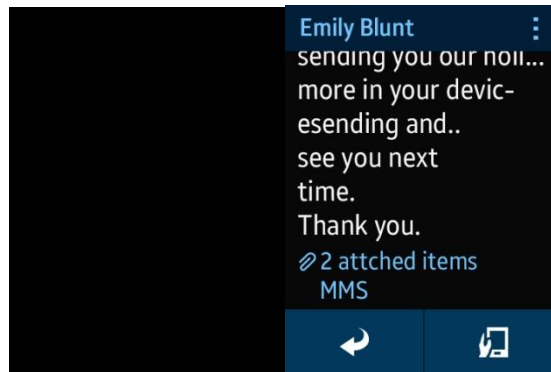 Emily Blunt
sending you our holi...
more in your devic-
esending and..
see you next
time.
Thank you.
2 attched items
MMS